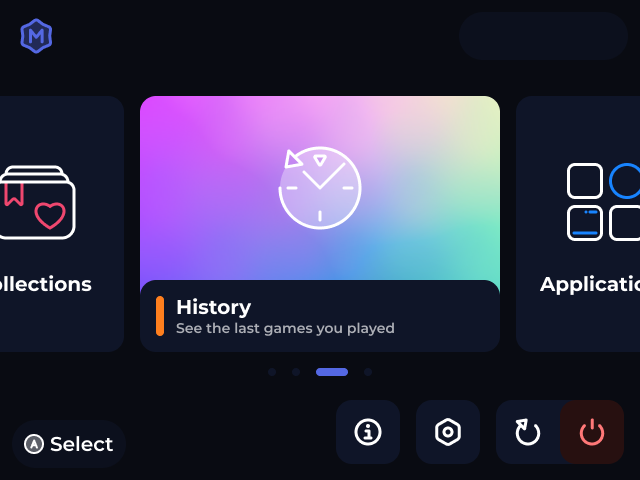 M
ollections
History
See the last games you played
Applicatio
A Select